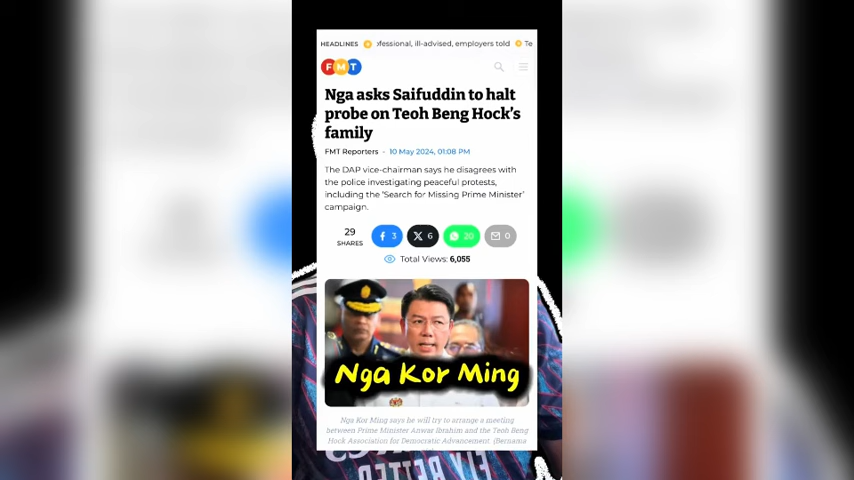 HEADLINES ofessional, ill-advised, employers told Te
FMT
Nga asks Saifuddin to halt
probe on Teoh Beng Hock's
family
FMT Reporters - 10 May 2024, 01:08 PM
The DAP vice-chairman says he disagrees with
the police investigating peaceful protests,
including the 'Search for Missing Prime Minister'
campaign.
29
SHARES
3
6
20
0
Total Views: 6,055
Nga Kor Ming
Nga Kor Ming says he will try to arrange a meeting
between Prime Minister Anwar Ibrahim and the Teoh Beng
Hock Association for Democratic Advancement. (Bernama
FLY BETTER